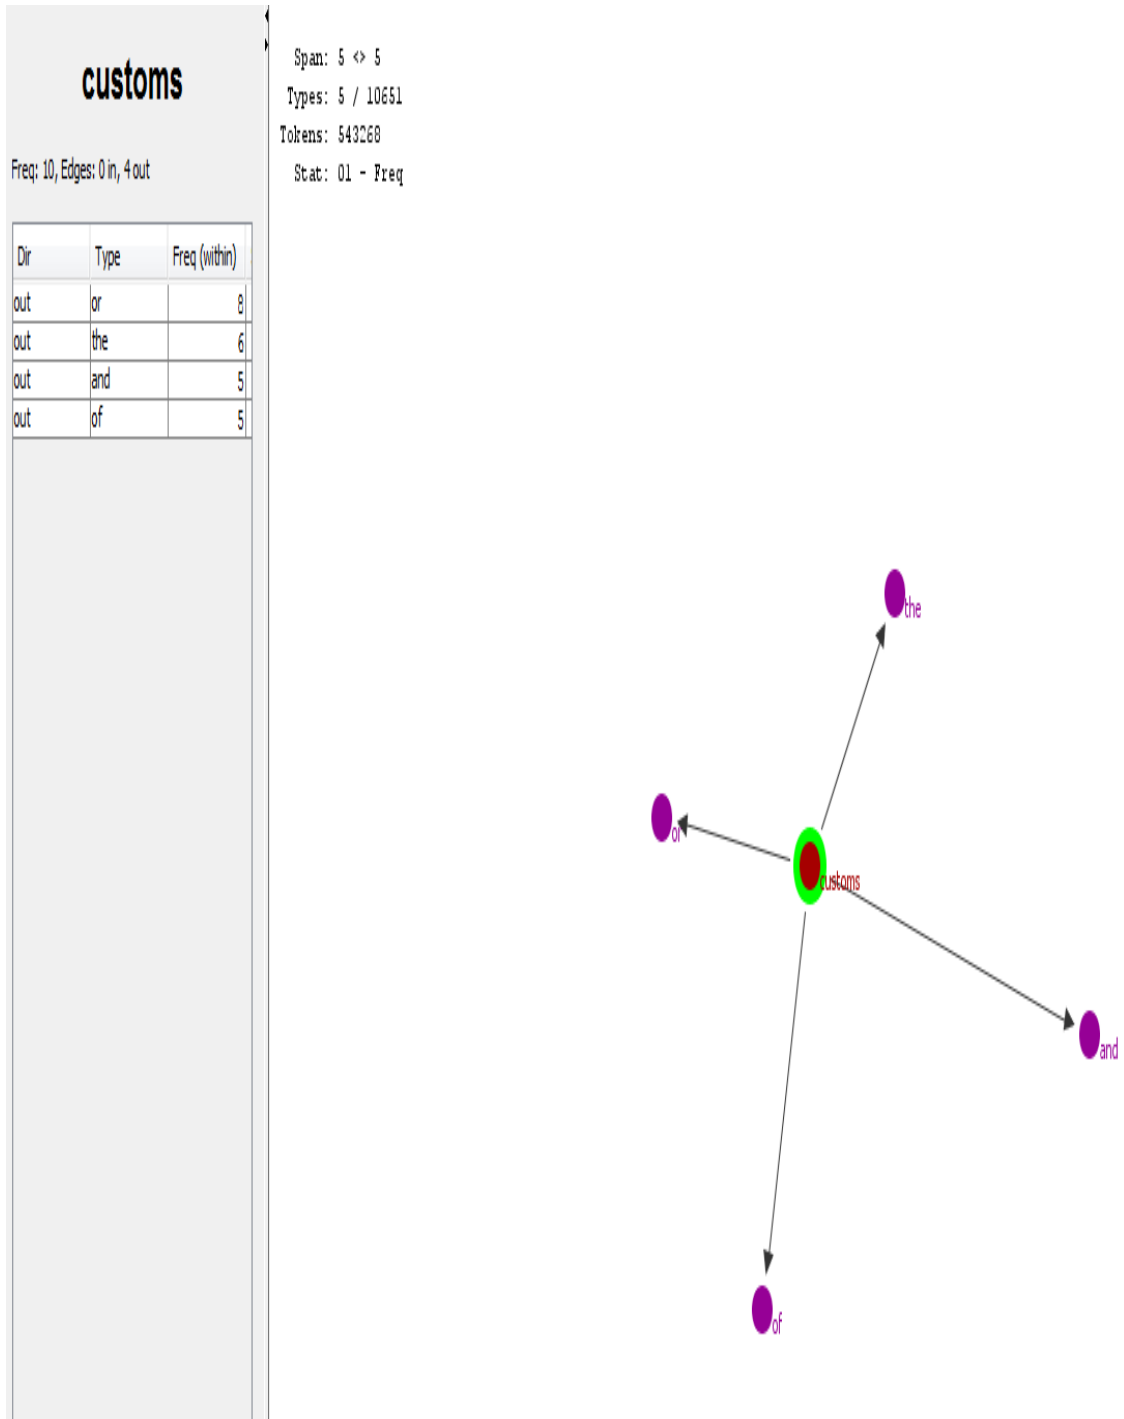 customs
Freq: 10, Edges: 0 in, 4 out
Dir Type Freq (within)
out or 8
out the 6
out and 5
out of 5
Span: 5 <> 5
Types: 5 / 10651
Tokens: 543268
Stat: 01 - Freq
the
or
customs
and
of